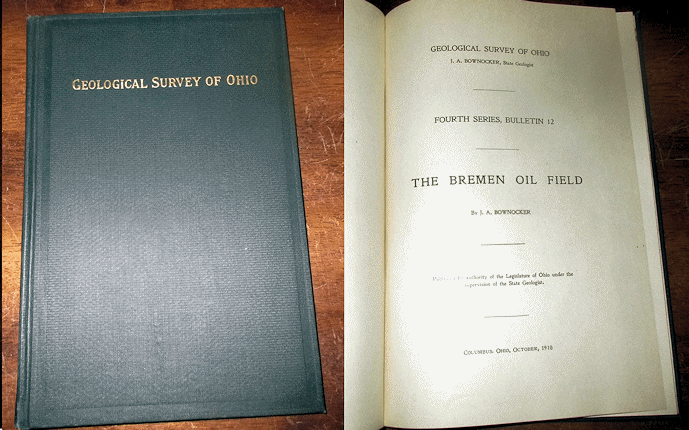 GEOLOGICAL SURVEY OF OHIO
GEOLOGICAL SURVEY OF OHIO
J. A. BOWNOCKER, State Geologist
FOURTH SERIES, BULLETIN 12
THE BREMEN OIL FIELD
By J. A. BOWNOCKER
authority of the Legislature of Ohio under the
supervision of the State Geologist.
COLUMBUS, OHIO, OCTOBER, 1910